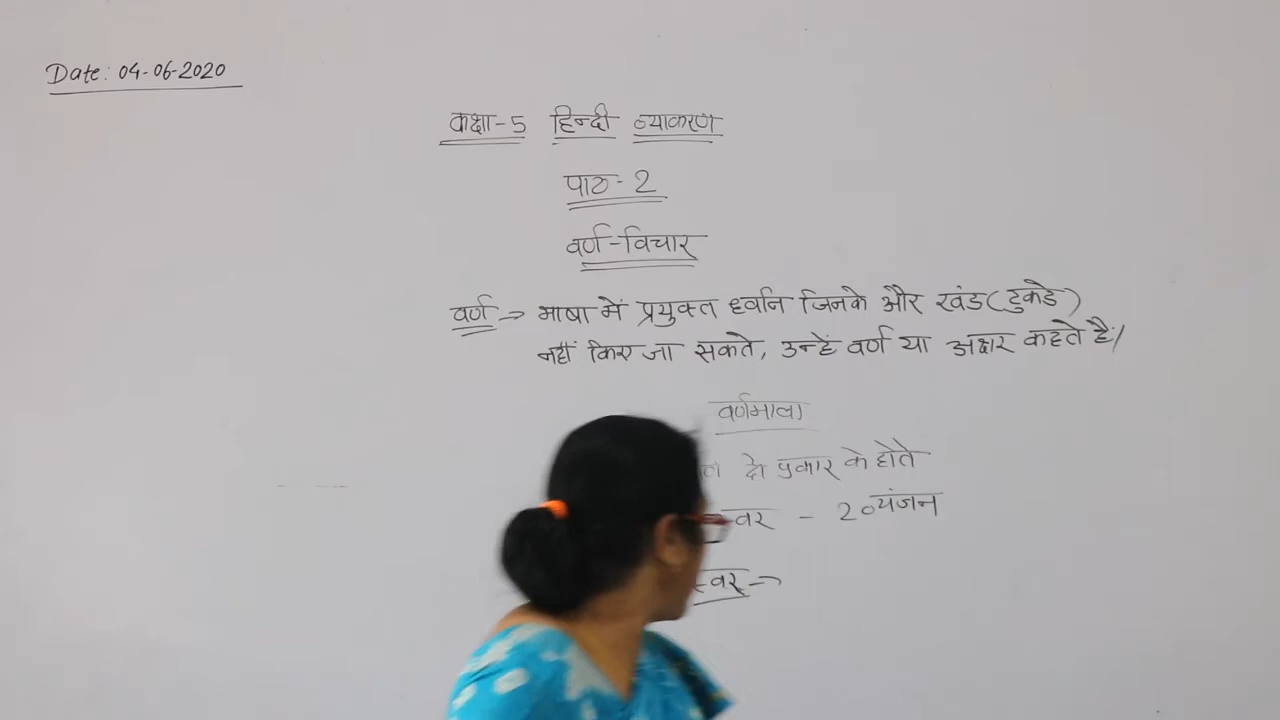 Date: 04-06-2020
कक्षा-5 हिन्दी व्याकरण
पाठ-2
वर्ण-विचार
वर्ण → भाषा में प्रयुक्त ध्वनि जिनके और खंड(टुकडे)
नहीं किए जा सकते, उन्हें वर्ण या अक्षर कहते हैं।
वर्णमाला
दो प्रकार के होते
स्वर - 2 व्यंजन
स्वर →